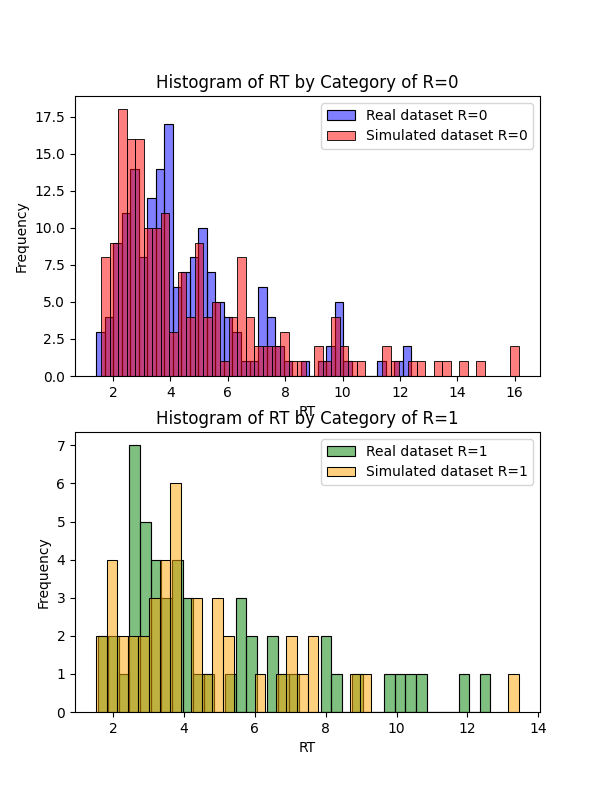 Histogram of RT by Category of R=0
Frequency
17.5
15.0
12.5
10.0
7.5
5.0
2.5
0.0
Real dataset R=0
Simulated dataset R=0
2 4 6 8 10 12 14 16
RT
Histogram of RT by Category of R=1
Frequency
7
6
5
4
3
2
1
0
Real dataset R=1
Simulated dataset R=1
2 4 6 8 10 12 14
RT